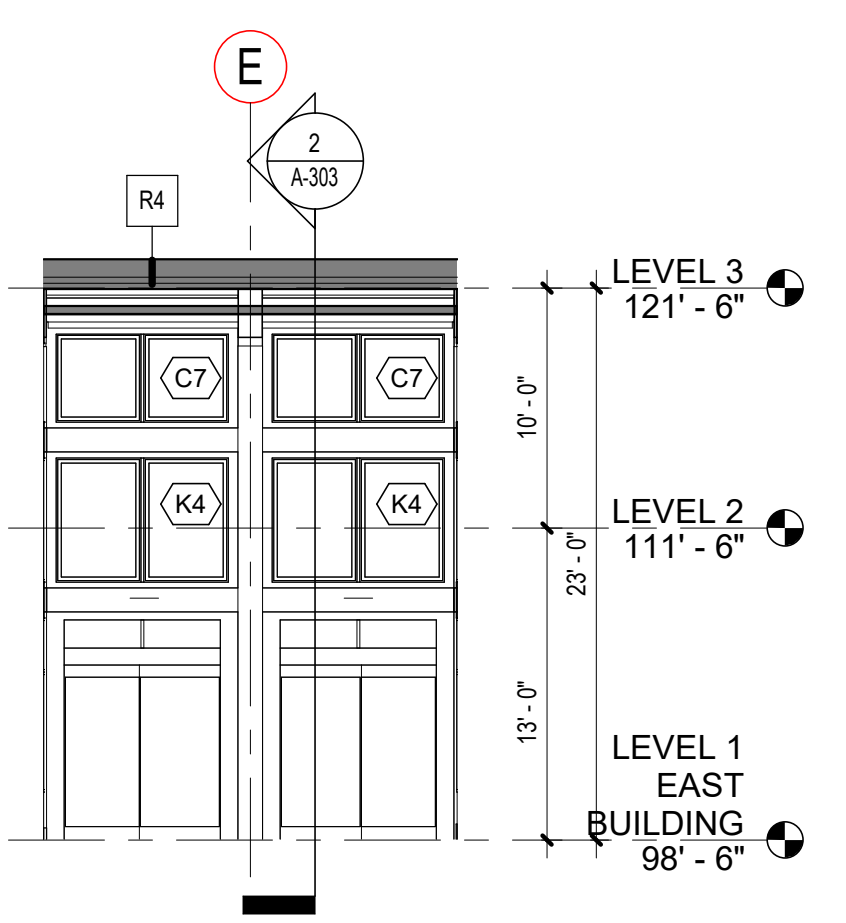 E
2
A-303
R4
LEVEL 3
121' - 6"
C7
C7
10' - 0"
K4
K4
LEVEL 2
111' - 6"
23' - 0"
13' - 0"
LEVEL 1
EAST
BUILDING
98' - 6"